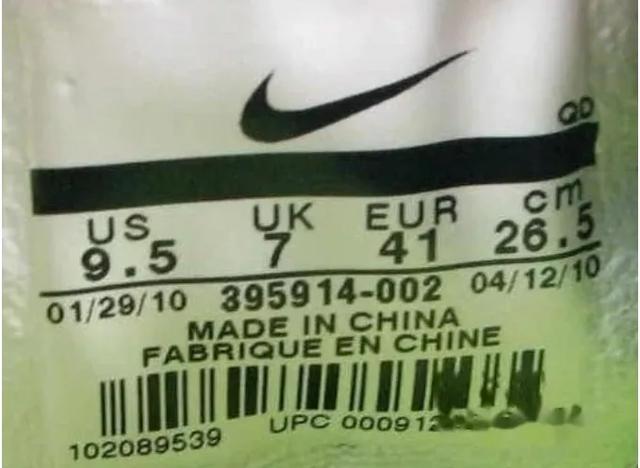 QD
US UK EUR cm
9.5 7 41 26.5
01/29/10 395914-002 04/12/10
MADE IN CHINA
FABRIQUE EN CHINE
102089539 UPC 000912